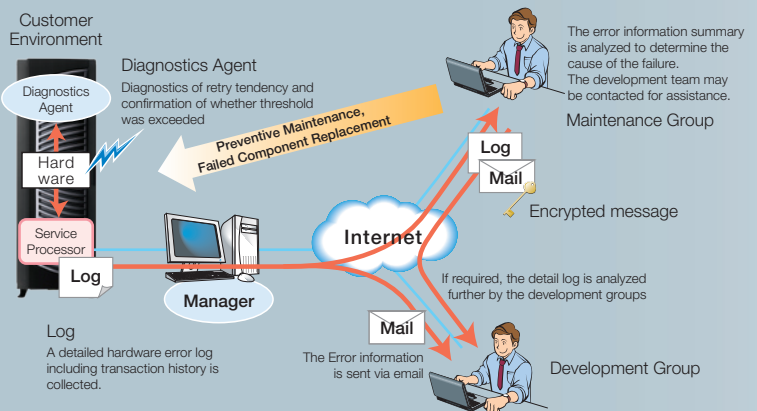 Customer
Environment
Diagnostics
Agent
Hard
ware
Service
Processor
Log
Diagnostics Agent
Diagnostics of retry tendency and
confirmation of whether threshold
was exceeded
Preventive Maintenance,
Failed Component Replacement
The error information summary
is analyzed to determine the
cause of the failure.
The development team may
be contacted for assistance.
Maintenance Group
Log
Mail
Encrypted message
Internet
Manager
If required, the detail log is analyzed
further by the development groups
Log
A detailed hardware error log
including transaction history is
collected.
Mail
The Error information
is sent via email
Development Group